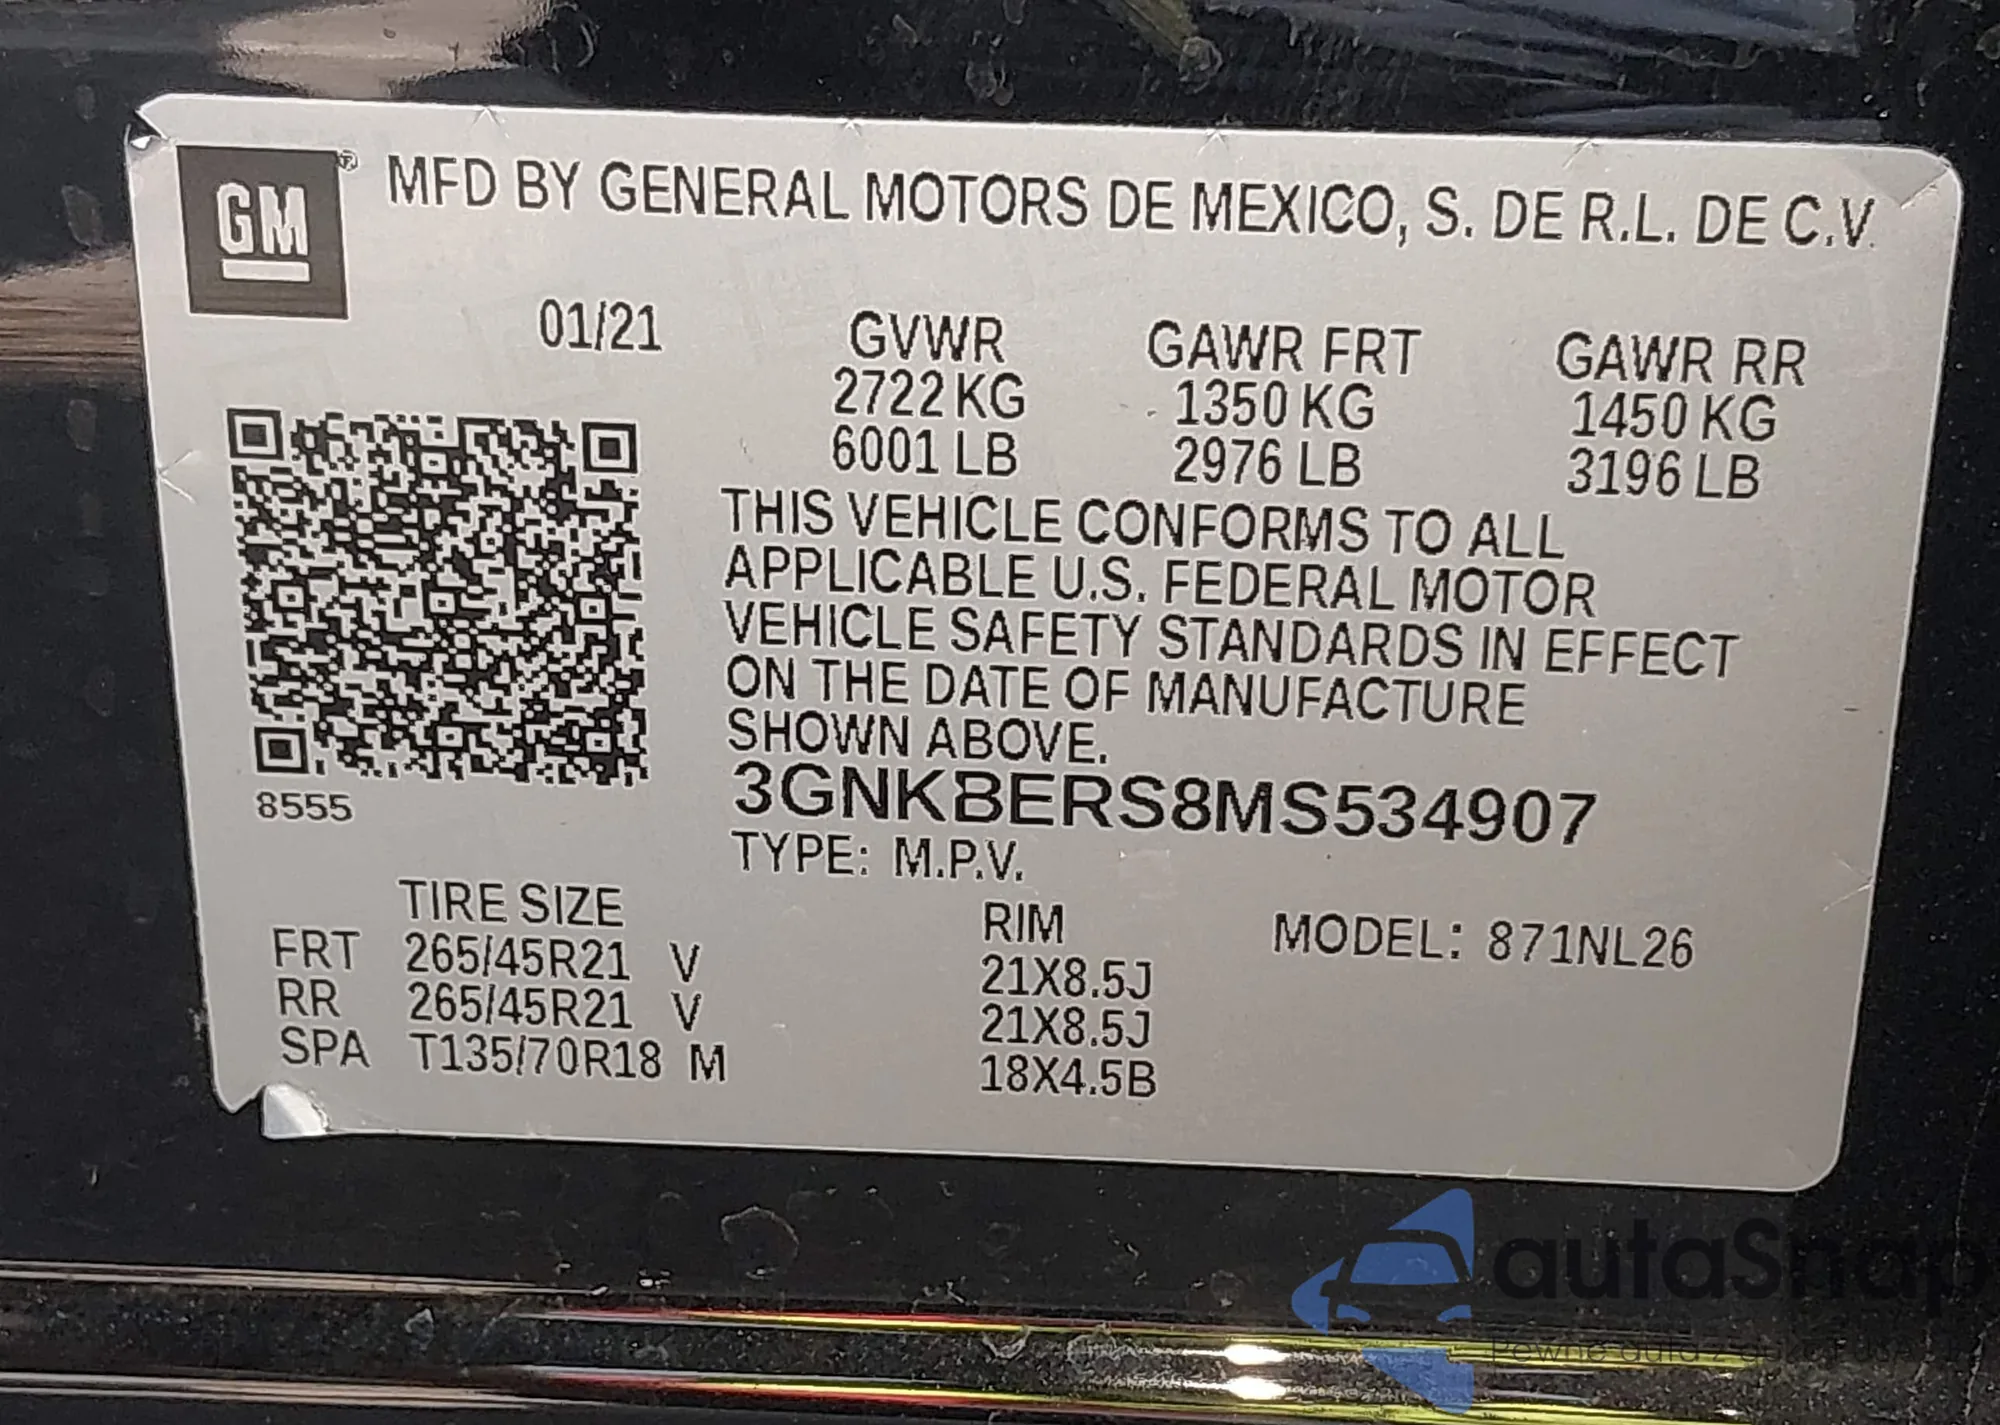 GM
® MFD BY GENERAL MOTORS DE MEXICO, S. DE R.L. DE C.V.
01/21 GVWR GAWR FRT GAWR RR
2722 KG 1350 KG 1450 KG
6001 LB 2976 LB 3196 LB
THIS VEHICLE CONFORMS TO ALL
APPLICABLE U.S. FEDERAL MOTOR
VEHICLE SAFETY STANDARDS IN EFFECT
ON THE DATE OF MANUFACTURE
SHOWN ABOVE.
3GNKBERS8MS534907
8555
TYPE: M.P.V.
TIRE SIZE RIM MODEL: 871NL26
FRT 265/45R21 V 21X8.5J
RR 265/45R21 V 21X8.5J
SPA T135/70R18 M 18X4.5B
autaSnap
Pewne auta z